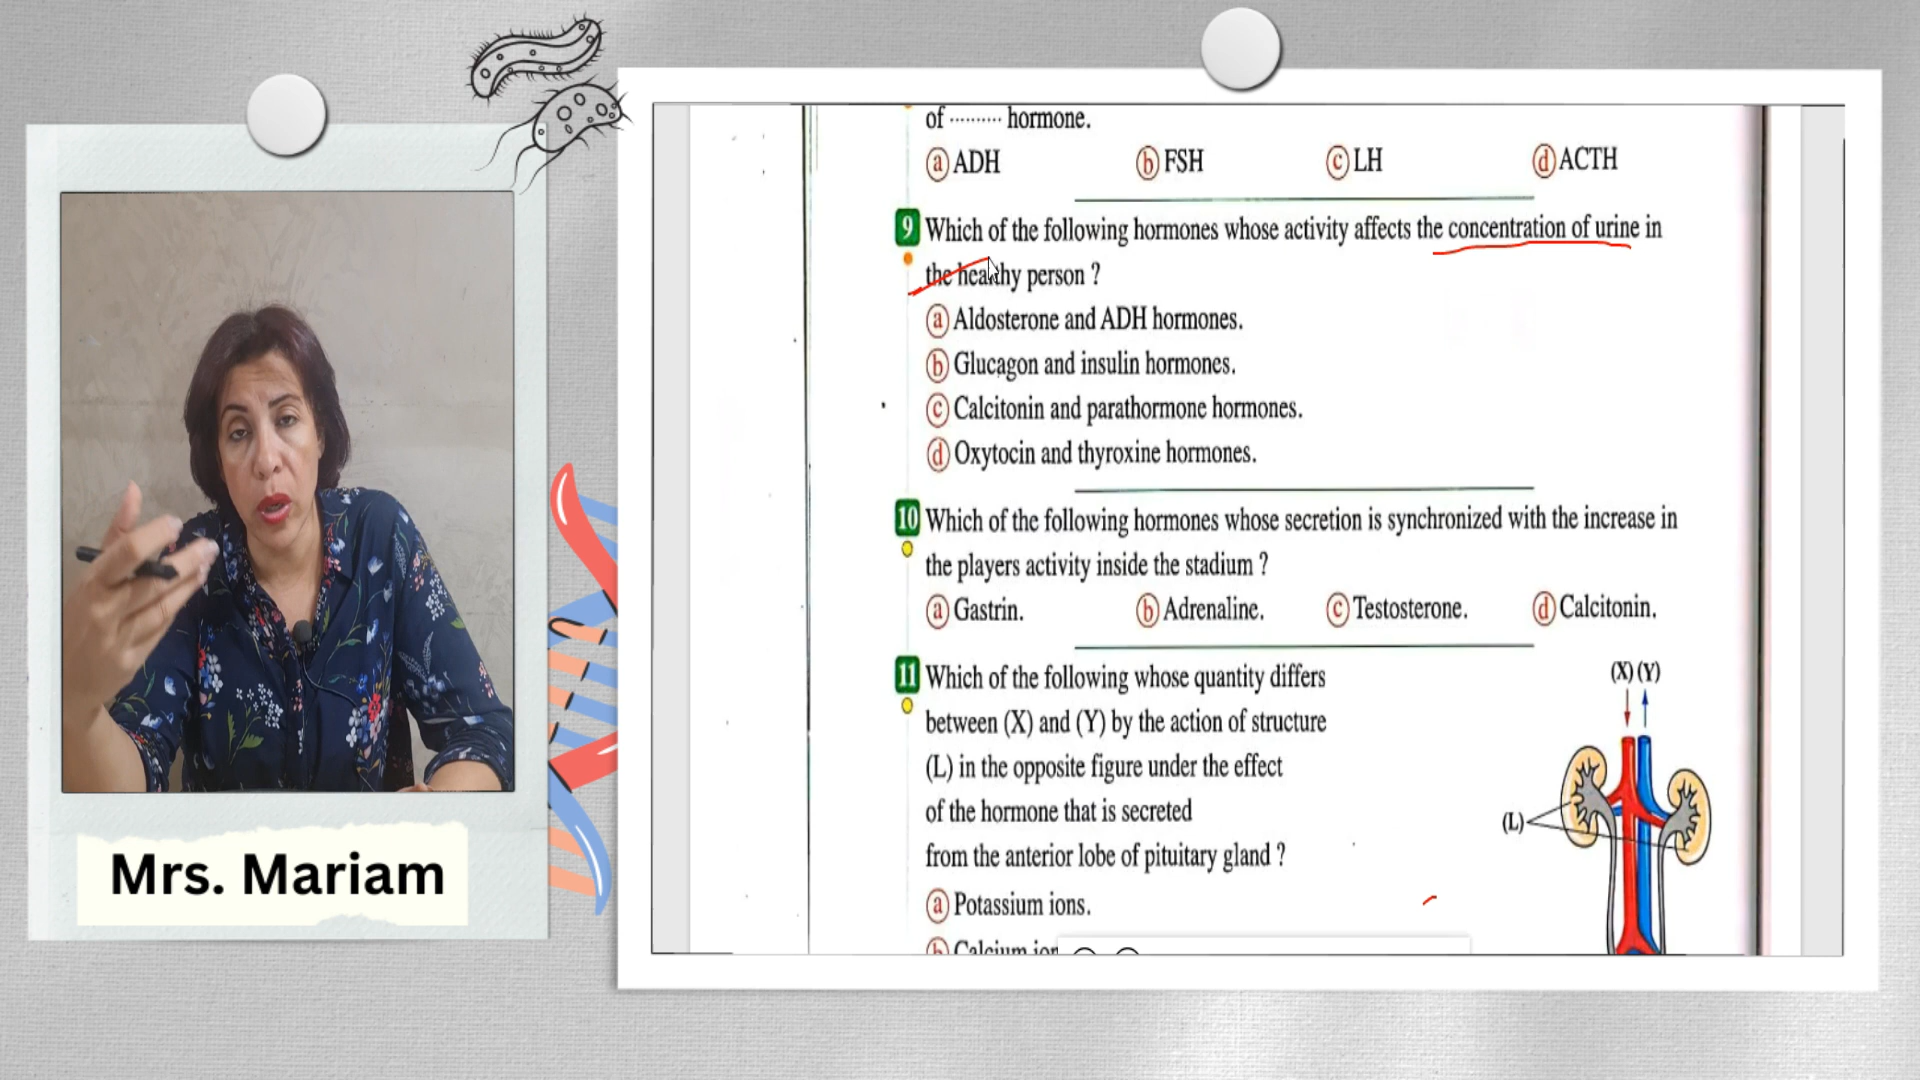 of .......... hormone.
a ADH b FSH c LH d ACTH
9 Which of the following hormones whose activity affects the concentration of urine in
the healthy person ?
a Aldosterone and ADH hormones.
b Glucagon and insulin hormones.
c Calcitonin and parathormone hormones.
d Oxytocin and thyroxine hormones.
10 Which of the following hormones whose secretion is synchronized with the increase in
the players activity inside the stadium ?
a Gastrin. b Adrenaline. c Testosterone. d Calcitonin.
11 Which of the following whose quantity differs
between (X) and (Y) by the action of structure
(L) in the opposite figure under the effect
of the hormone that is secreted
from the anterior lobe of pituitary gland ?
a Potassium ions.
b Calcium
(X) (Y)
(L)
Mrs. Mariam